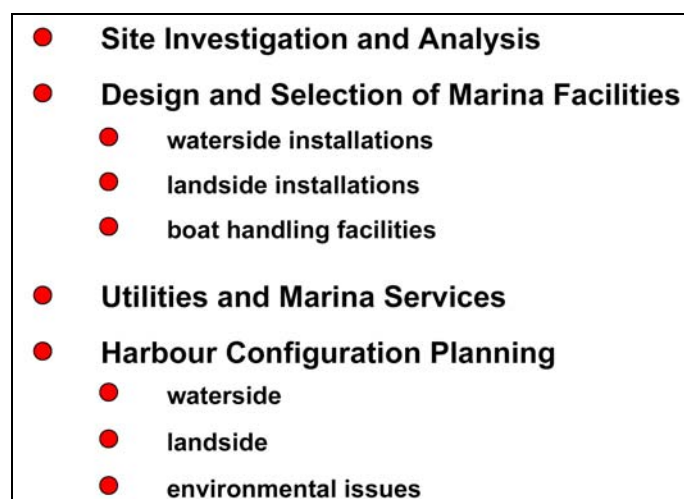 Site Investigation and Analysis
Design and Selection of Marina Facilities
waterside installations
landside installations
boat handling facilities
Utilities and Marina Services
Harbour Configuration Planning
waterside
landside
environmental issues